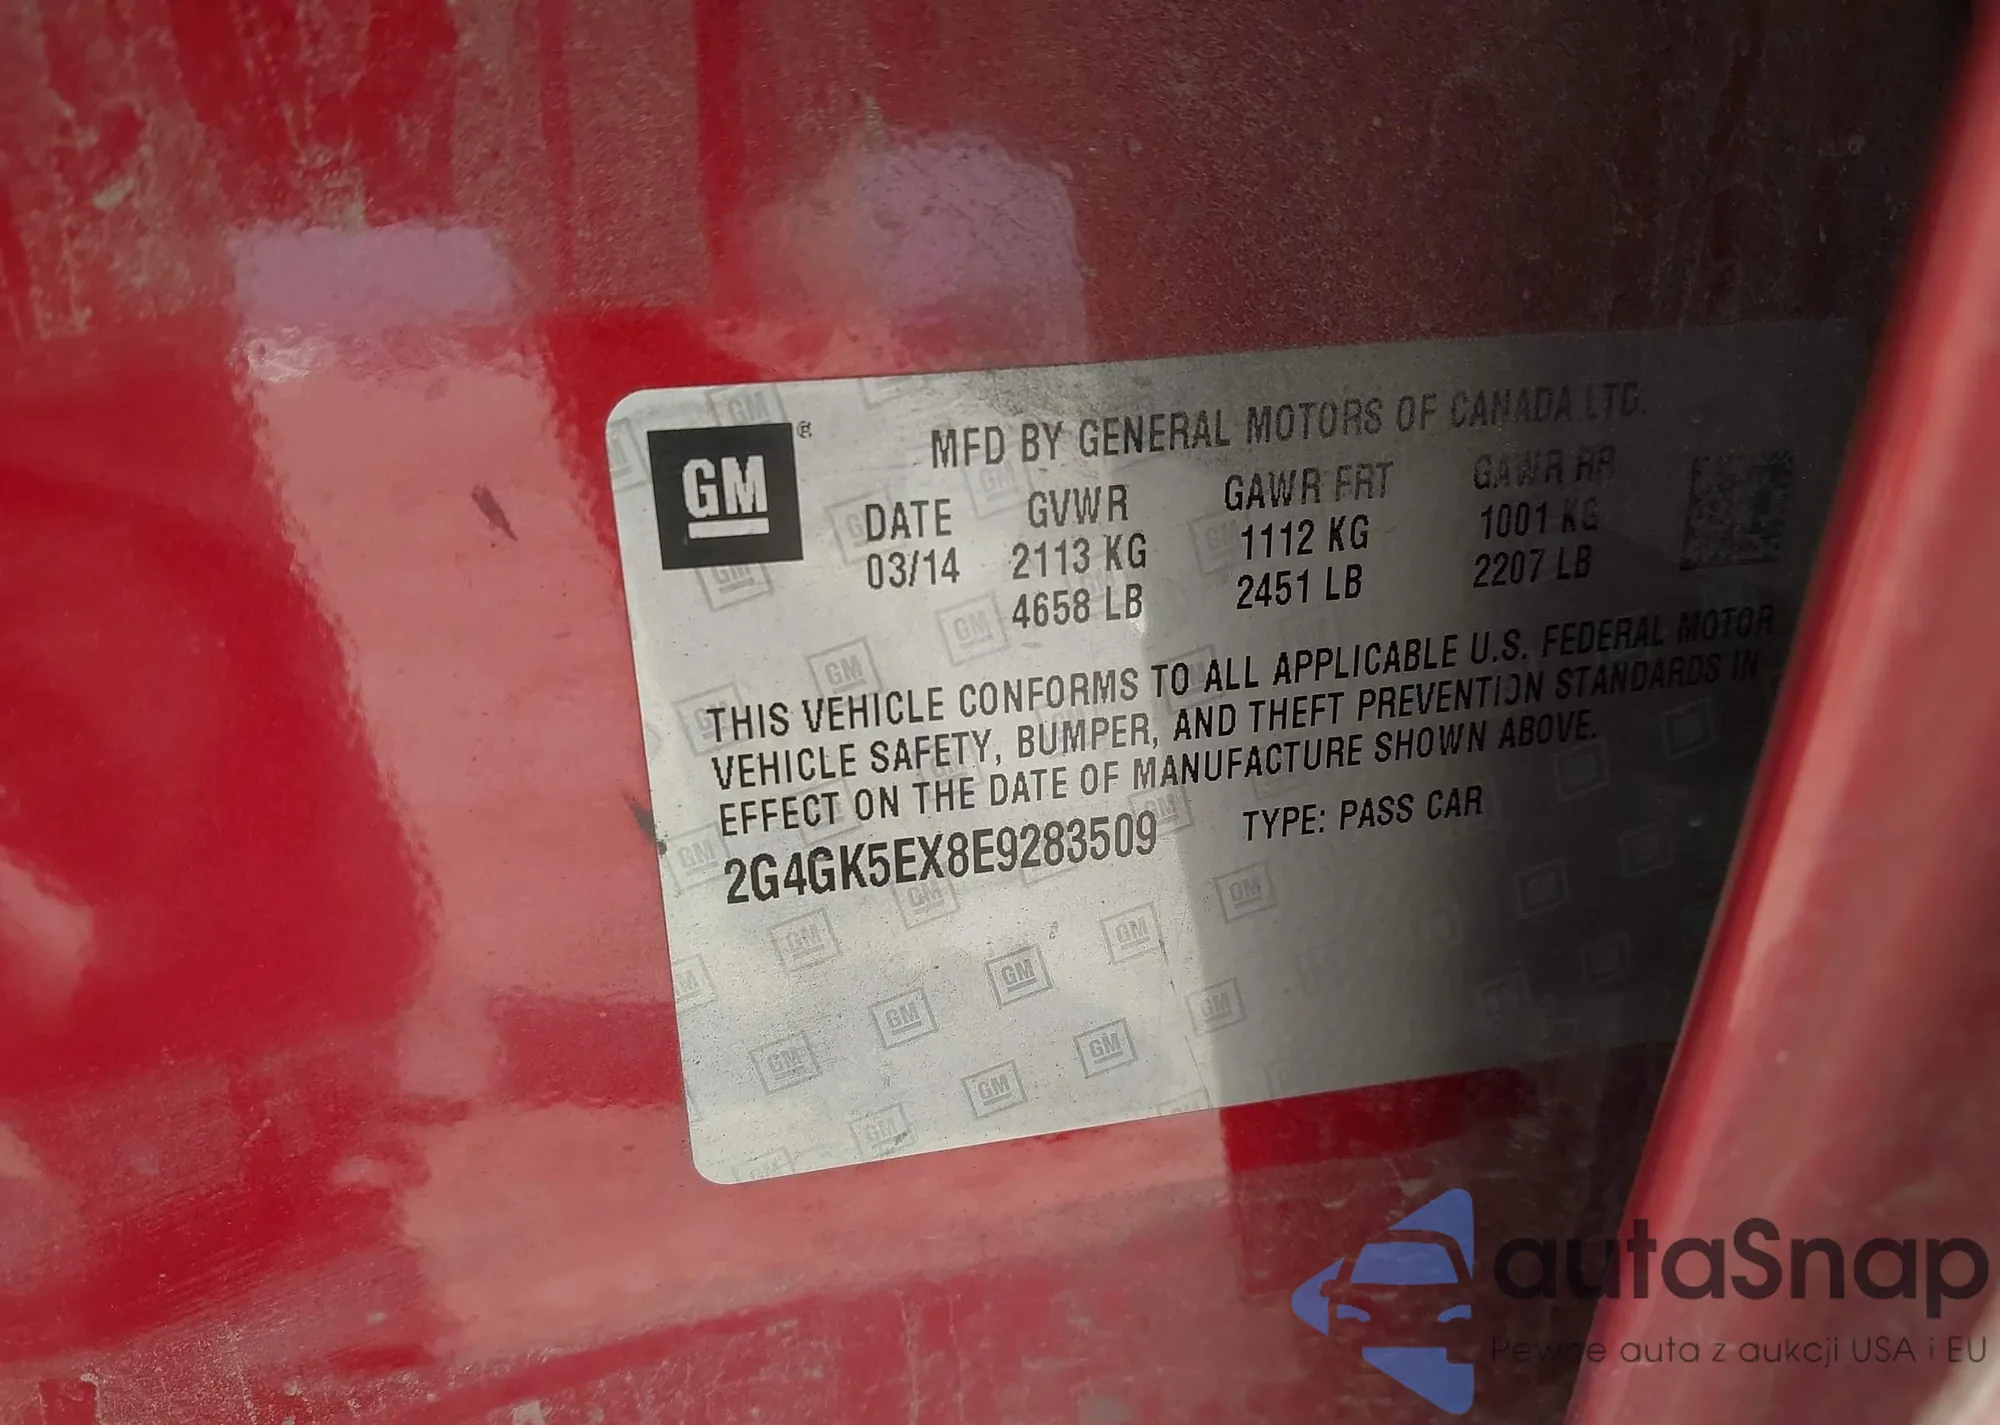 GM ®
MFD BY GENERAL MOTORS OF CANADA LTD.
DATE GVWR GAWR FRT GAWR RR
03/14 2113 KG 1112 KG 1001 KG
4658 LB 2451 LB 2207 LB
THIS VEHICLE CONFORMS TO ALL APPLICABLE U.S. FEDERAL MOTOR
VEHICLE SAFETY, BUMPER, AND THEFT PREVENTION STANDARDS IN
EFFECT ON THE DATE OF MANUFACTURE SHOWN ABOVE.
2G4GK5EX8E9283509 TYPE: PASS CAR
autaSnap
Pewne auta z aukcji USA i EU